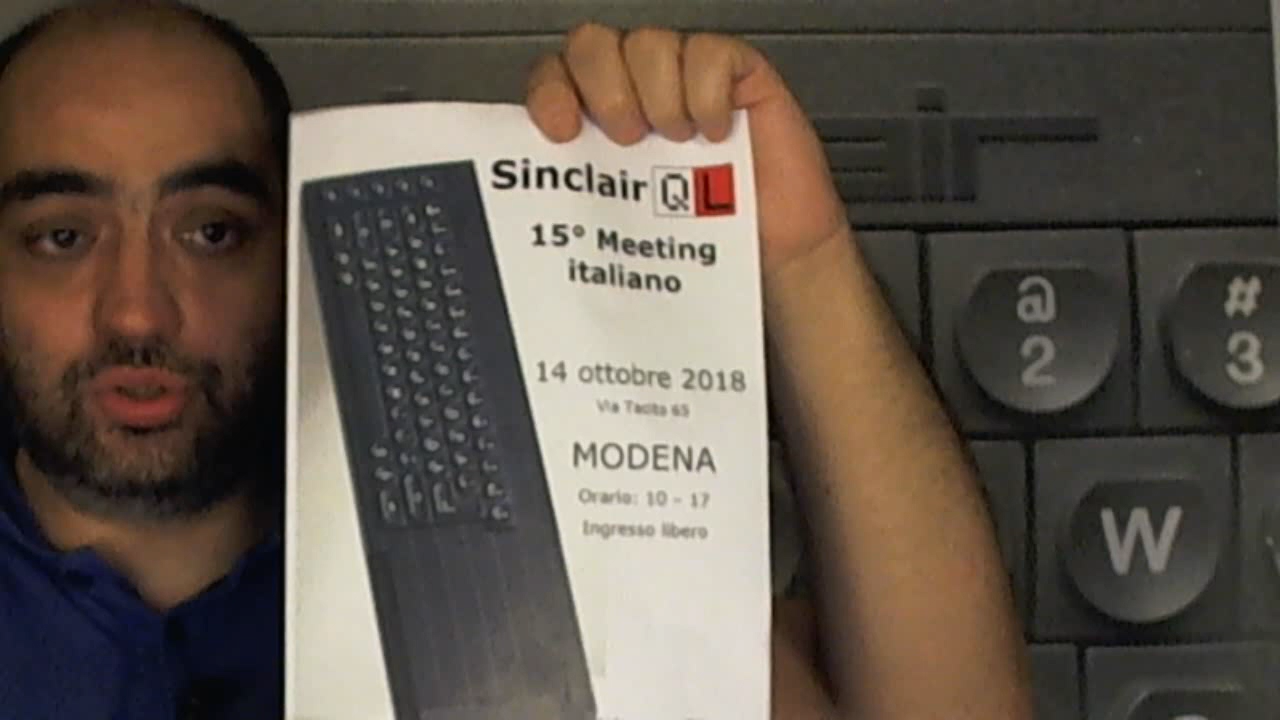 Sinclair QL
15° Meeting
italiano
14 ottobre 2018
Via Tacito 65
MODENA
Orario: 10 - 17
Ingresso libero
@
2
#
3
W